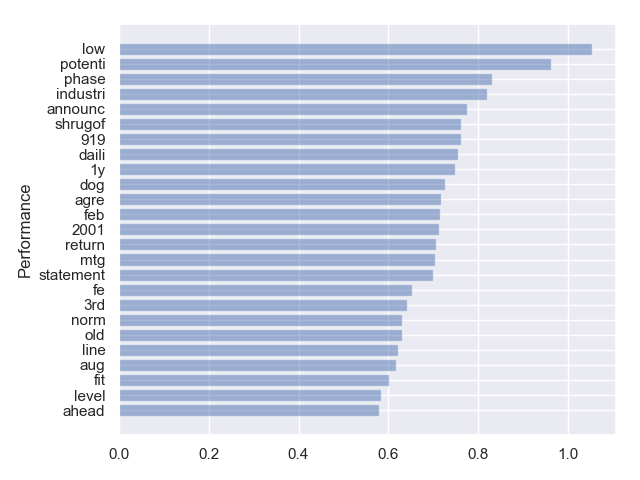 low
potenti
phase
industri
announc
shrugof
919
daili
1y
dog
agre
feb
2001
return
mtg
statement
fe
3rd
norm
old
line
aug
fit
level
ahead
Performance
0.0 0.2 0.4 0.6 0.8 1.0